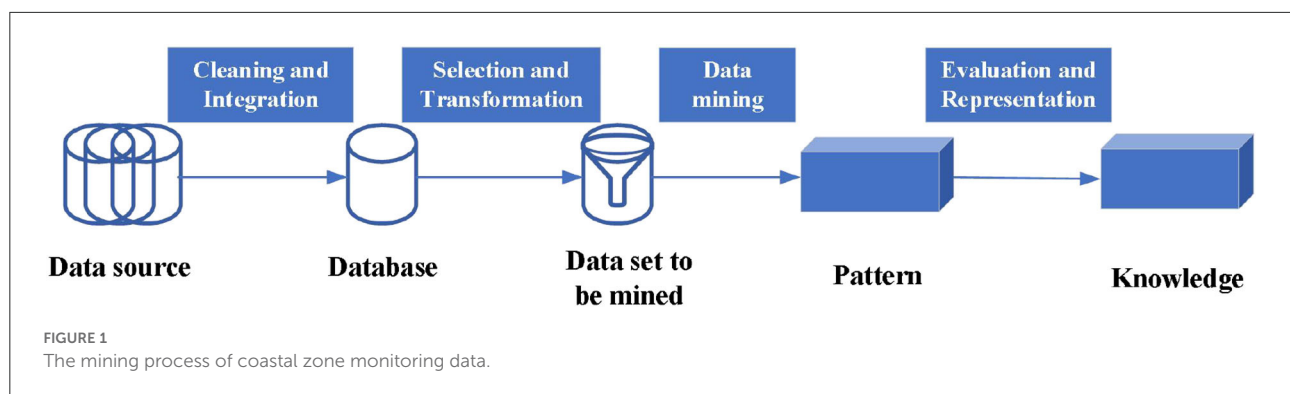 Cleaning and
Integration
Selection and
Transformation
Data
mining
Evaluation and
Representation
Data source
Database
Data set to
be mined
Pattern
Knowledge
FIGURE 1
The mining process of coastal zone monitoring data.